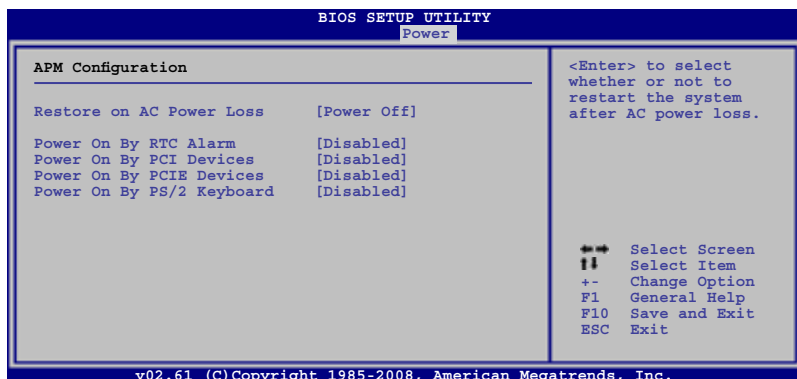 BIOS SETUP UTILITY
Power
APM Configuration
Restore on AC Power Loss [Power Off]
Power On By RTC Alarm [Disabled]
Power On By PCI Devices [Disabled]
Power On By PCIE Devices [Disabled]
Power On By PS/2 Keyboard [Disabled]
<Enter> to select
whether or not to
restart the system
after AC power loss.
←→ Select Screen
↑↓ Select Item
+- Change Option
F1 General Help
F10 Save and Exit
ESC Exit
v02.61 (C)Copyright 1985-2008, American Megatrends, Inc.